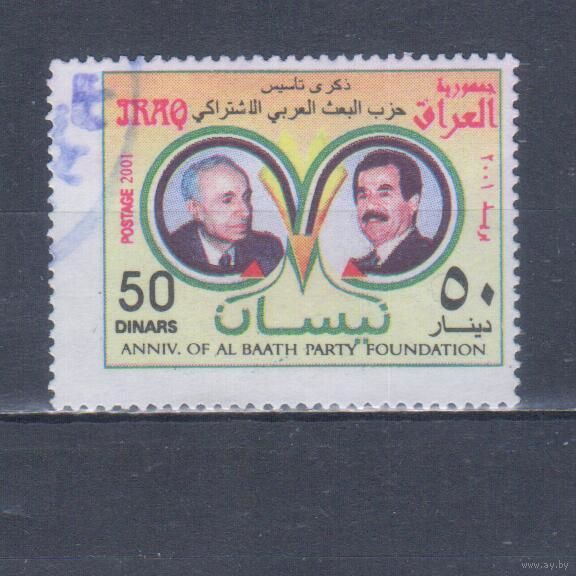 ذكرى تأسيس
حزب البعث العربي الاشتراكي
جمهورية
العراق
IRAQ
POSTAGE 2001
بريد ٢٠٠١
50
DINARS
٥٠
دينار
نيسان
ANNIV. OF AL BAATH PARTY FOUNDATION
www.ay.by